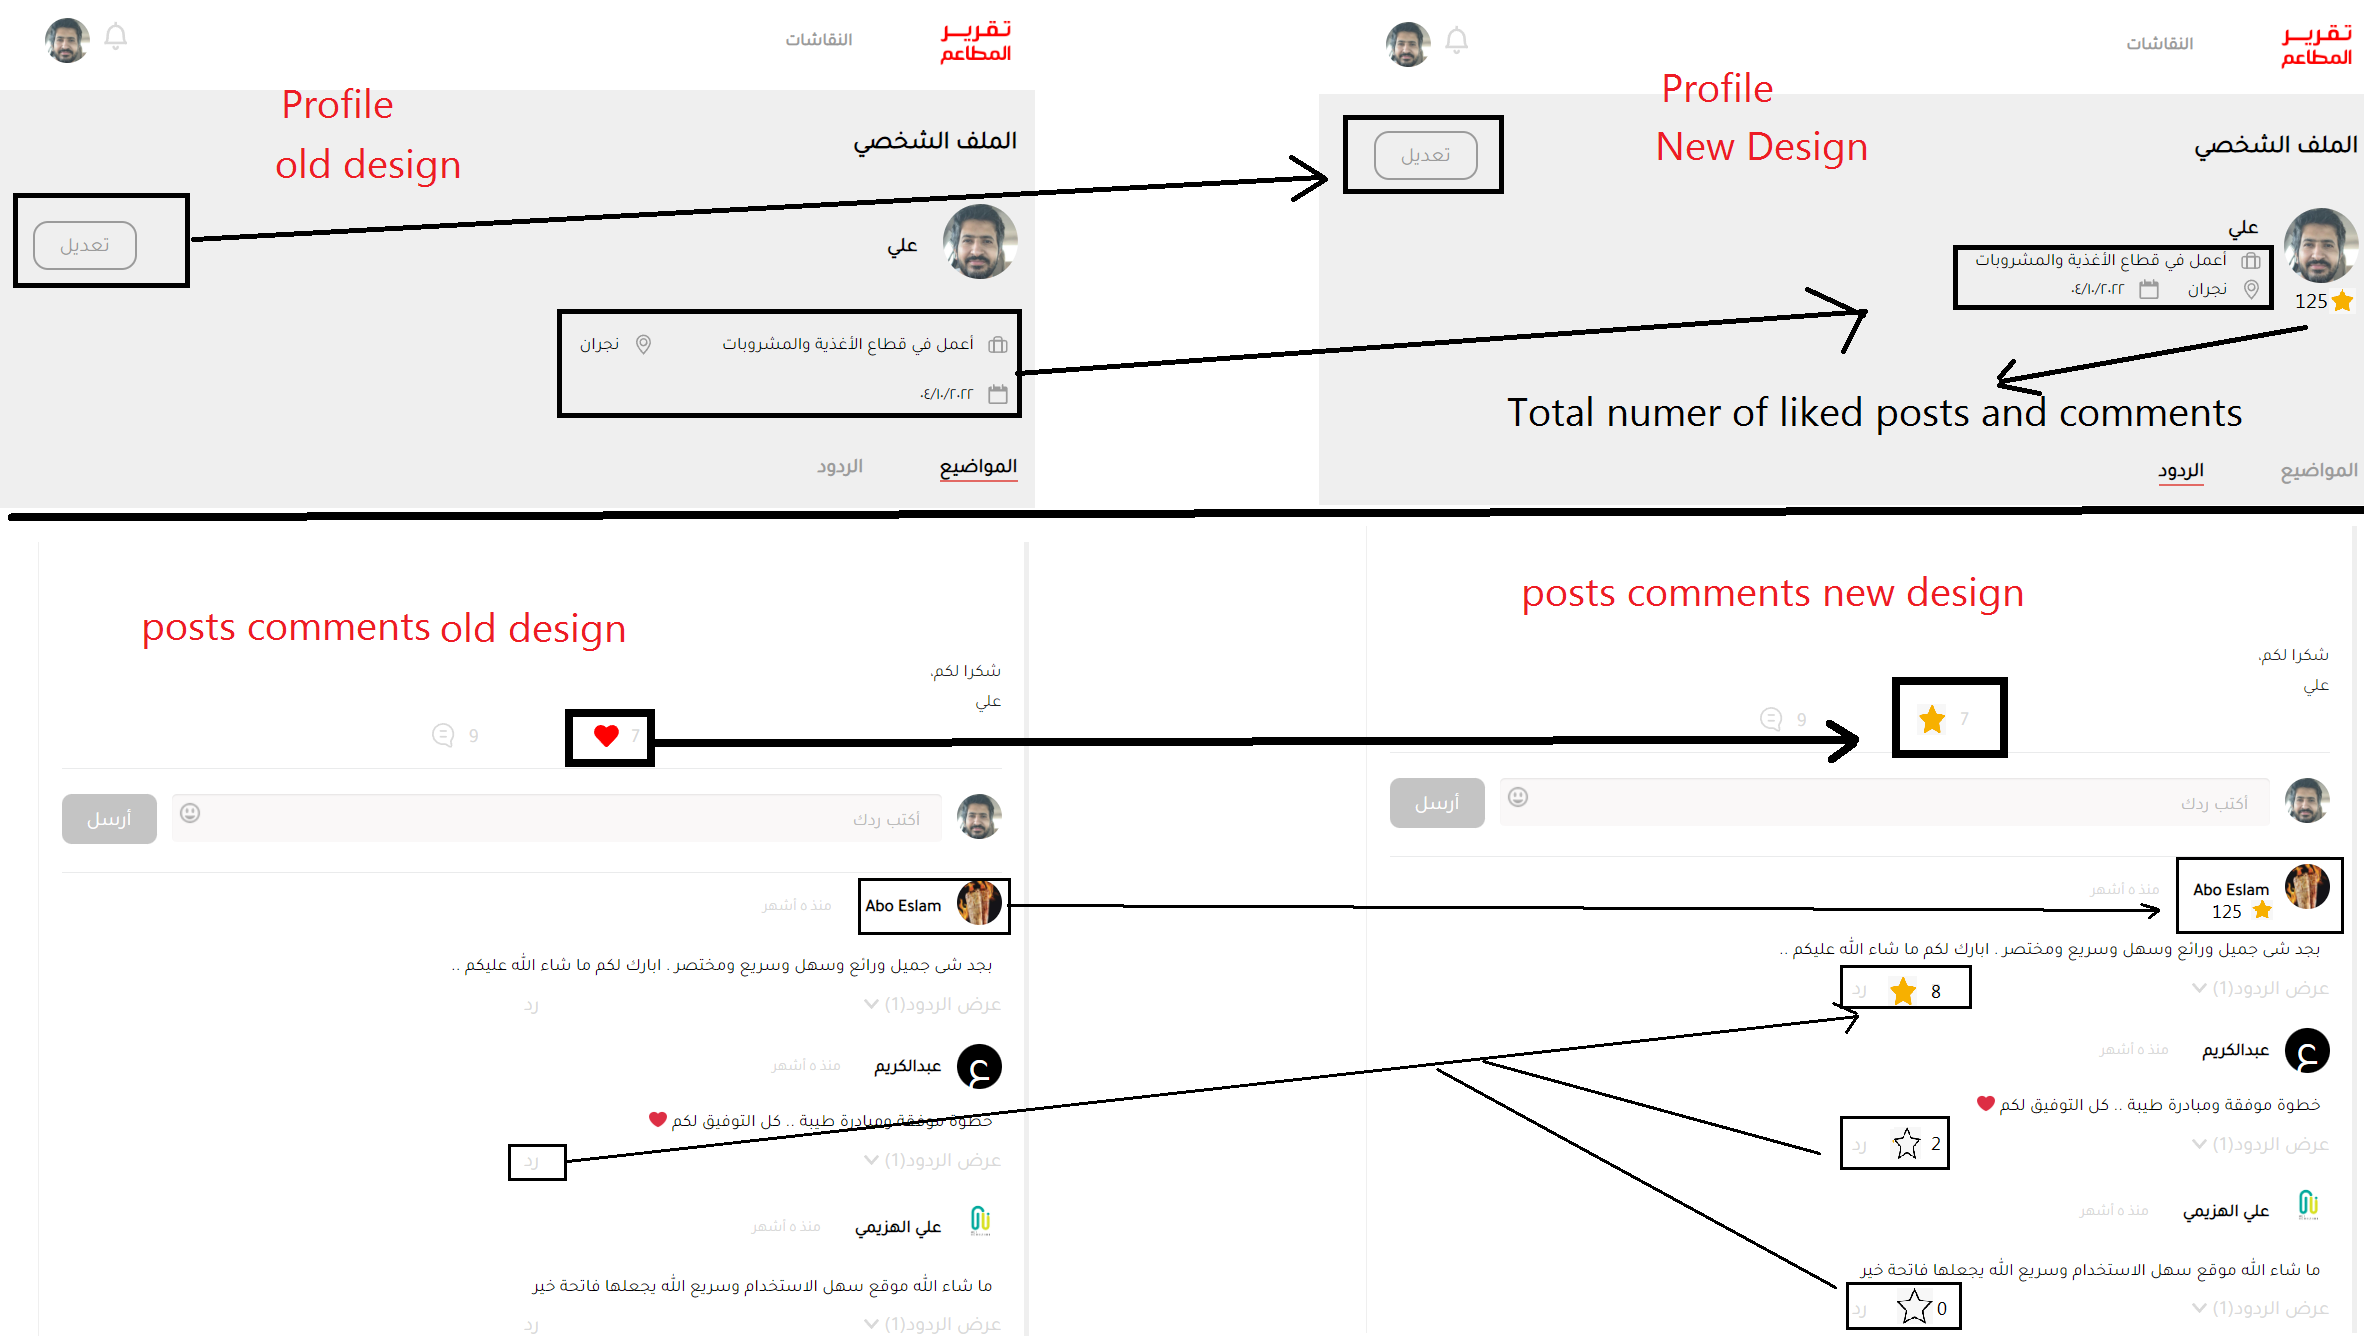 تقرير
المطاعم
النقاشات
Profile
old design
الملف الشخصي
تعديل
علي
أعمل في قطاع الأغذية والمشروبات
نجران
٠٤/١٠/٢٠٢٢
المواضيع
الردود
تقرير
المطاعم
النقاشات
Profile
New Design
الملف الشخصي
تعديل
علي
أعمل في قطاع الأغذية والمشروبات
نجران
٠٤/١٠/٢٠٢٢
125
Total numer of liked posts and comments
المواضيع
الردود
posts comments old design
شكرا لكم,
علي
7
9
أكتب ردك
أرسل
Abo Eslam
منذ ٥ أشهر
بجد شى جميل ورائع وسهل وسريع ومختصر . ابارك لكم ما شاء الله عليكم ..
عرض الردود(1)
رد
ع
عبدالكريم
منذ ٥ أشهر
خطوة موفقة ومبادرة طيبة .. كل التوفيق لكم ❤
عرض الردود(1)
رد
علي الهزيمي
منذ ٥ أشهر
ما شاء الله موقع سهل الاستخدام وسريع الله يجعلها فاتحة خير
عرض الردود(1)
رد
posts comments new design
شكرا لكم,
علي
7
9
أكتب ردك
أرسل
Abo Eslam
125
منذ ٥ أشهر
بجد شى جميل ورائع وسهل وسريع ومختصر . ابارك لكم ما شاء الله عليكم ..
عرض الردود(1)
8
رد
ع
عبدالكريم
منذ ٥ أشهر
خطوة موفقة ومبادرة طيبة .. كل التوفيق لكم ❤
عرض الردود(1)
2
رد
علي الهزيمي
منذ ٥ أشهر
ما شاء الله موقع سهل الاستخدام وسريع الله يجعلها فاتحة خير
عرض الردود(1)
0
رد